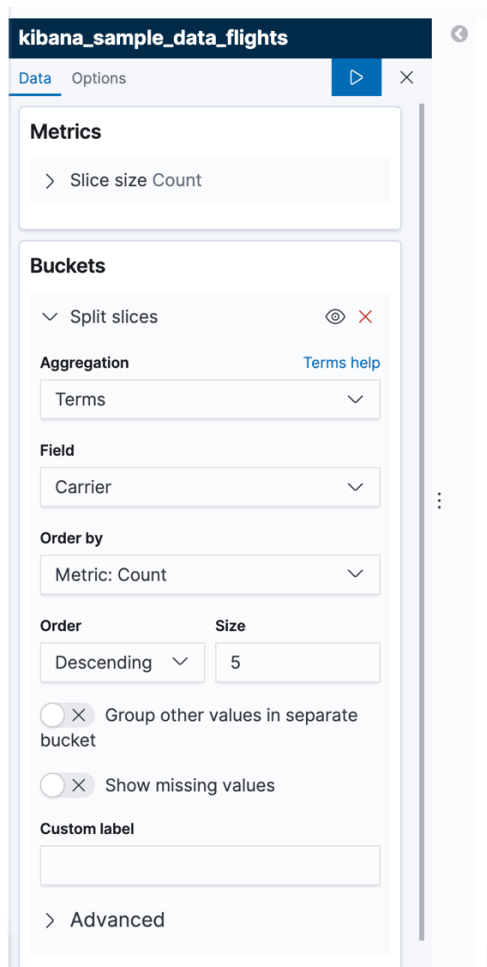 kibana_sample_data_flights
Data Options
Metrics
Slice size Count
Buckets
Split slices
Aggregation Terms help
Terms
Field
Carrier
Order by
Metric: Count
Order Size
Descending 5
Group other values in separate
bucket
Show missing values
Custom label
Advanced